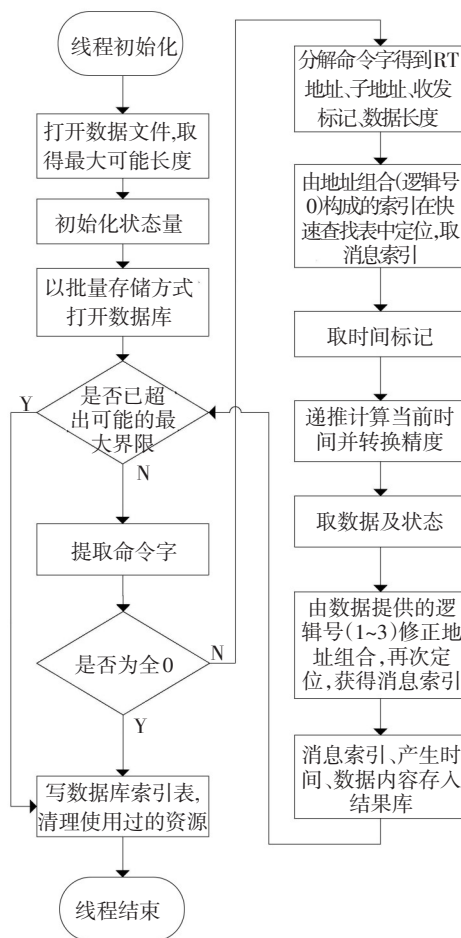 线程初始化
打开数据文件,取
得最大可能长度
初始化状态量
以批量存储方式
打开数据库
Y
是否已超
出可能的最
大界限
N
提取命令字
是否为全0
N
Y
写数据库索引表,
清理使用过的资源
线程结束
分解命令字得到RT
地址、子地址、收发
标记、数据长度
由地址组合(逻辑号
0)构成的索引在快
速查找表中定位,取
消息索引
取时间标记
递推计算当前时
间并转换精度
取数据及状态
由数据提供的逻
辑号(1~3)修正地
址组合,再次定
位,获得消息索引
消息索引、产生时
间、数据内容存入
结果库